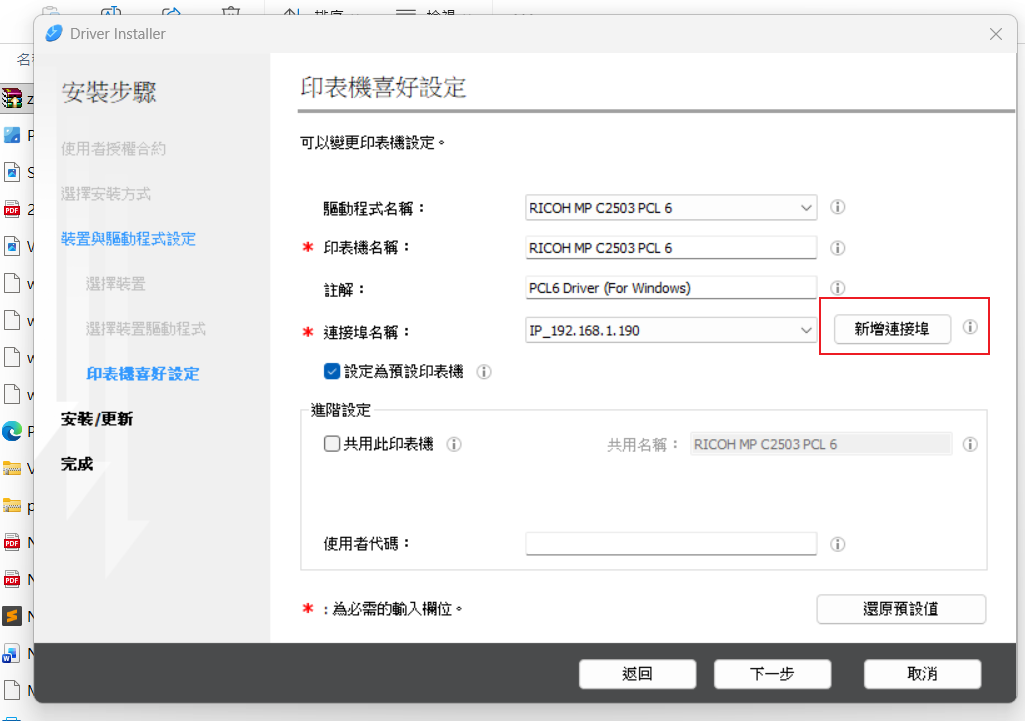 Driver Installer
安裝步驟
使用者授權合約
選擇安裝方式
裝置與驅動程式設定
選擇裝置
選擇裝置驅動程式
印表機喜好設定
安裝/更新
完成
印表機喜好設定
可以變更印表機設定。
驅動程式名稱： RICOH MP C2503 PCL 6
* 印表機名稱： RICOH MP C2503 PCL 6
註解： PCL6 Driver (For Windows)
* 連接埠名稱： IP_192.168.1.190 新增連接埠
設定為預設印表機
進階設定
共用此印表機 共用名稱： RICOH MP C2503 PCL 6
使用者代碼：
* ：為必需的輸入欄位。 還原預設值
返回 下一步 取消